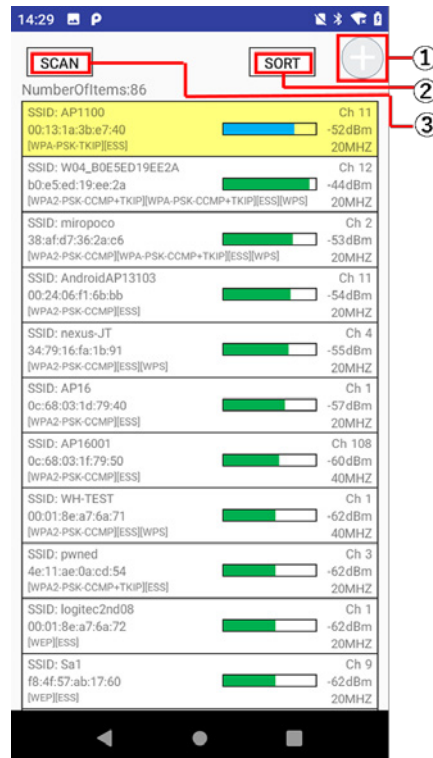 14:29
①
SCAN
SORT
②
NumberOfItems:86
③
SSID: AP1100 Ch 11
00:13:1a:3b:e7:40 -52dBm
[WPA-PSK-TKIP][ESS] 20MHZ
SSID: W04_B0E5ED19EE2A Ch 12
b0:e5:ed:19:ee:2a -44dBm
[WPA2-PSK-CCMP+TKIP][WPA-PSK-CCMP+TKIP][ESS][WPS] 20MHZ
SSID: miropoco Ch 2
38:af:d7:36:2a:c6 -53dBm
[WPA2-PSK-CCMP][WPA-PSK-CCMP+TKIP][ESS][WPS] 20MHZ
SSID: AndroidAP13103 Ch 11
00:24:06:f1:6b:bb -54dBm
[WPA2-PSK-CCMP][ESS] 20MHZ
SSID: nexus-JT Ch 4
34:79:16:fa:1b:91 -55dBm
[WPA2-PSK-CCMP][ESS][WPS] 20MHZ
SSID: AP16 Ch 1
0c:68:03:1d:79:40 -57dBm
[WPA2-PSK-CCMP][ESS] 20MHZ
SSID: AP16001 Ch 108
0c:68:03:1f:79:50 -60dBm
[WPA2-PSK-CCMP][ESS] 40MHZ
SSID: WH-TEST Ch 1
00:01:8e:a7:6a:71 -62dBm
[WPA2-PSK-CCMP][ESS][WPS] 40MHZ
SSID: pwned Ch 3
4e:11:ae:0a:cd:54 -62dBm
[WPA2-PSK-CCMP+TKIP][ESS] 20MHZ
SSID: logitec2nd08 Ch 1
00:01:8e:a7:6a:72 -62dBm
[WEP][ESS] 20MHZ
SSID: Sa1 Ch 9
f8:4f:57:ab:17:60 -62dBm
[WEP][ESS] 20MHZ